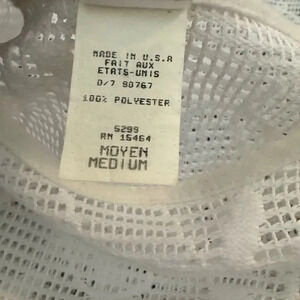 MADE IN U.S.A
FAIT AUX
ETATS-UNIS
D/7 90767
100% POLYESTER
5299
RN 15464
MOYEN
MEDIUM